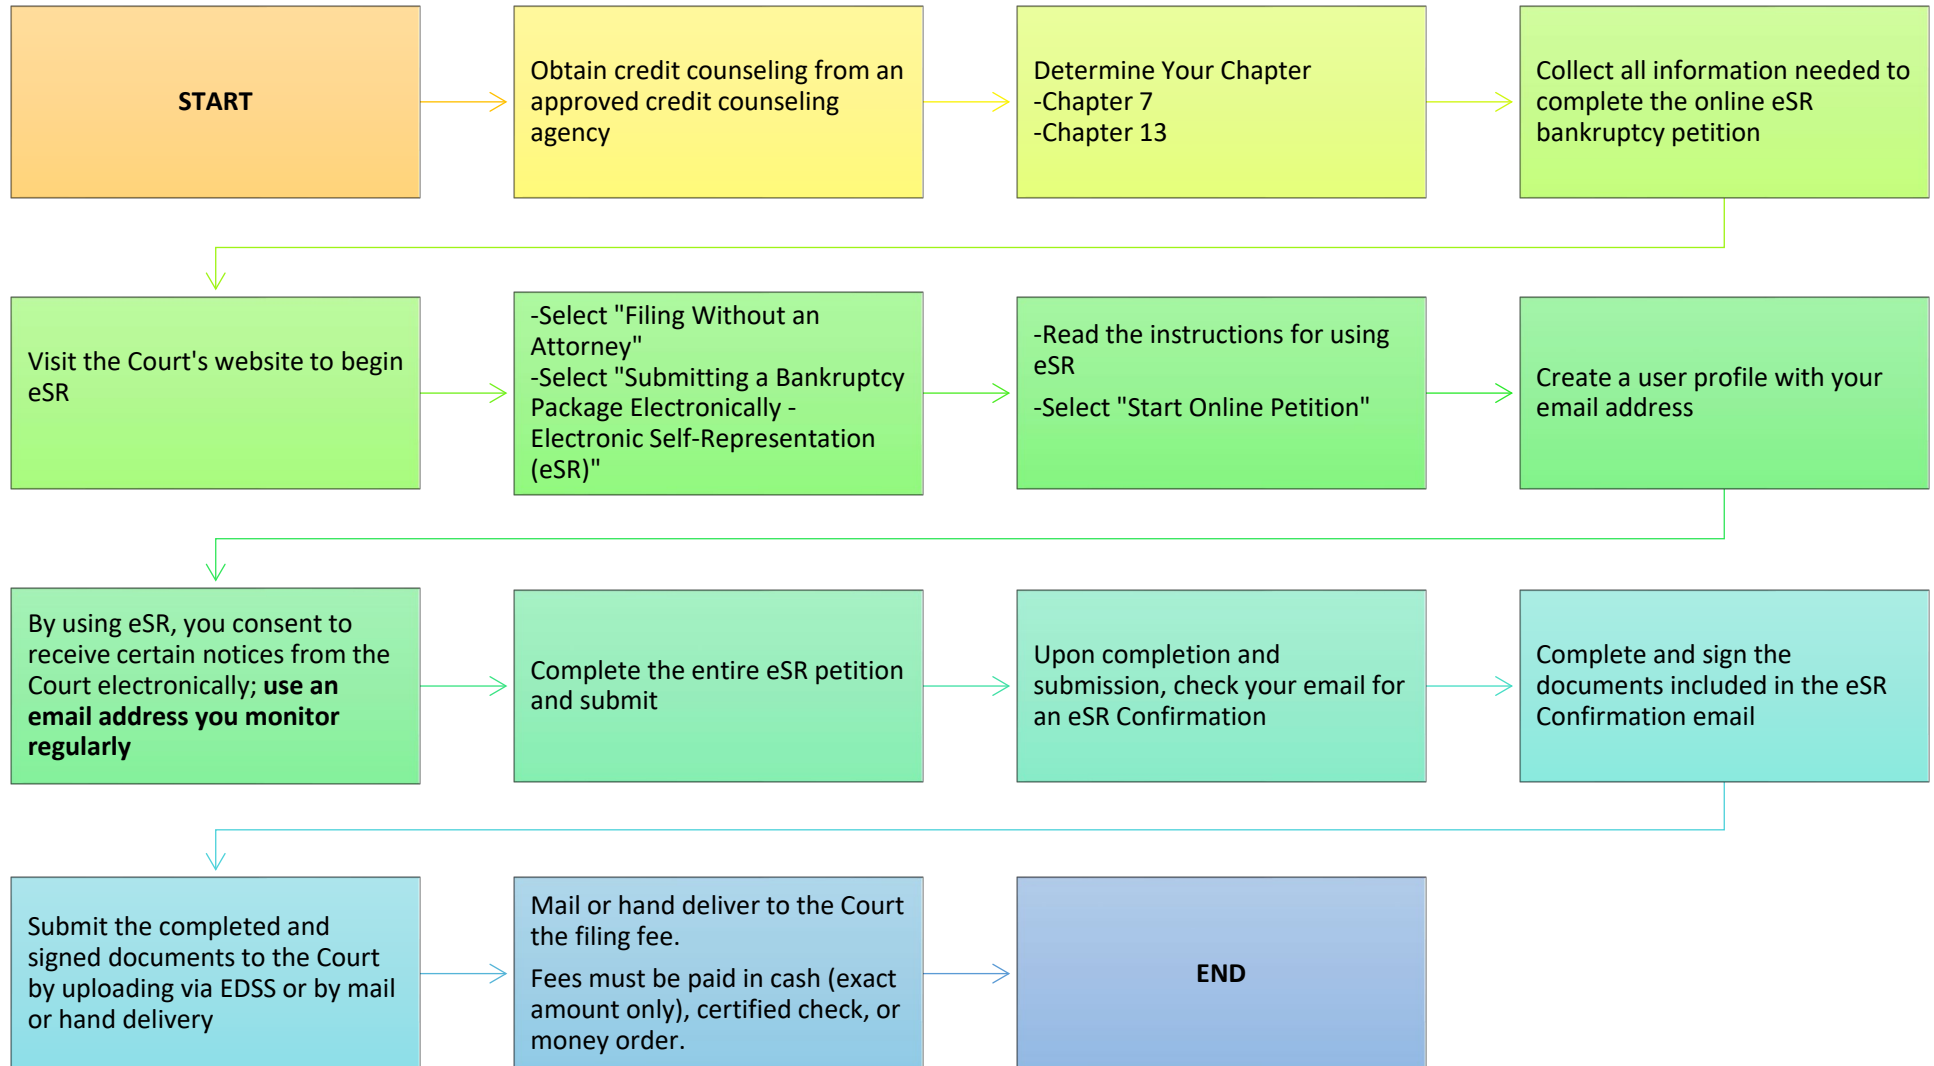 START
Obtain credit counseling from an
approved credit counseling
agency
Determine Your Chapter
-Chapter 7
-Chapter 13
Collect all information needed to
complete the online eSR
bankruptcy petition
Visit the Court's website to begin
eSR
-Select "Filing Without an
Attorney"
-Select "Submitting a Bankruptcy
Package Electronically -
Electronic Self-Representation
(eSR)"
-Read the instructions for using
eSR
-Select "Start Online Petition"
Create a user profile with your
email address
By using eSR, you consent to
receive certain notices from the
Court electronically; use an
email address you monitor
regularly
Complete the entire eSR petition
and submit
Upon completion and
submission, check your email for
an eSR Confirmation
Complete and sign the
documents included in the eSR
Confirmation email
Submit the completed and
signed documents to the Court
by uploading via EDSS or by mail
or hand delivery
Mail or hand deliver to the Court
the filing fee.
Fees must be paid in cash (exact
amount only), certified check, or
money order.
END